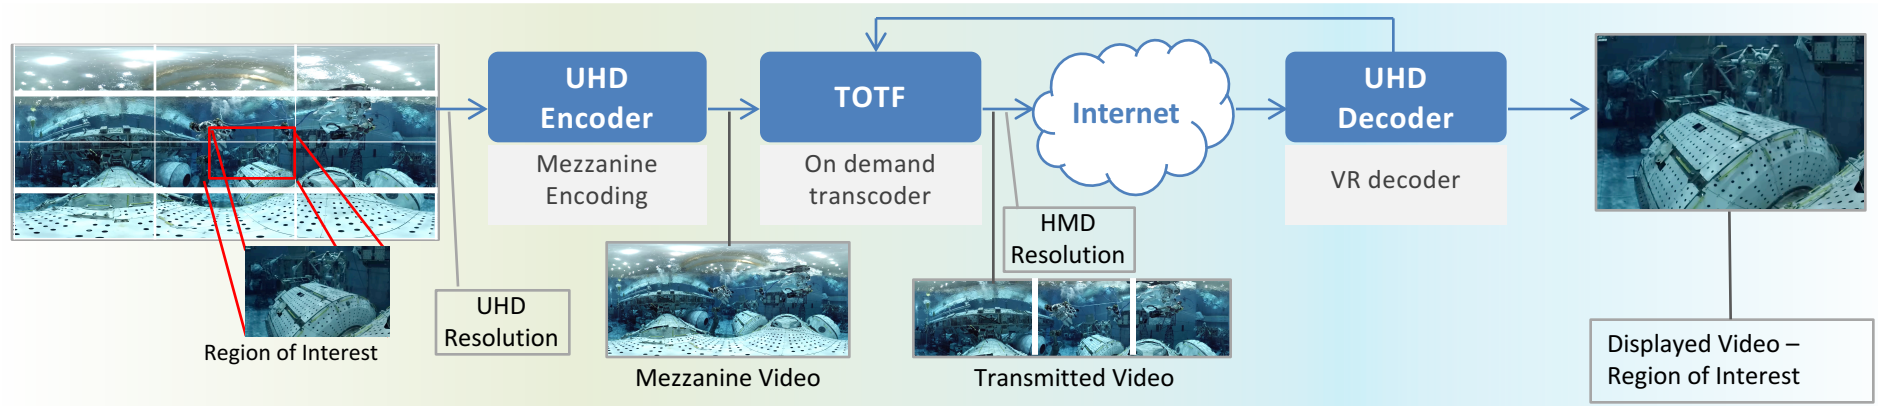 UHD
Encoder
Mezzanine
Encoding
TOTF
On demand
transcoder
Internet
UHD
Decoder
VR decoder
HMD
Resolution
UHD
Resolution
Region of Interest
Mezzanine Video
Transmitted Video
Displayed Video –
Region of Interest